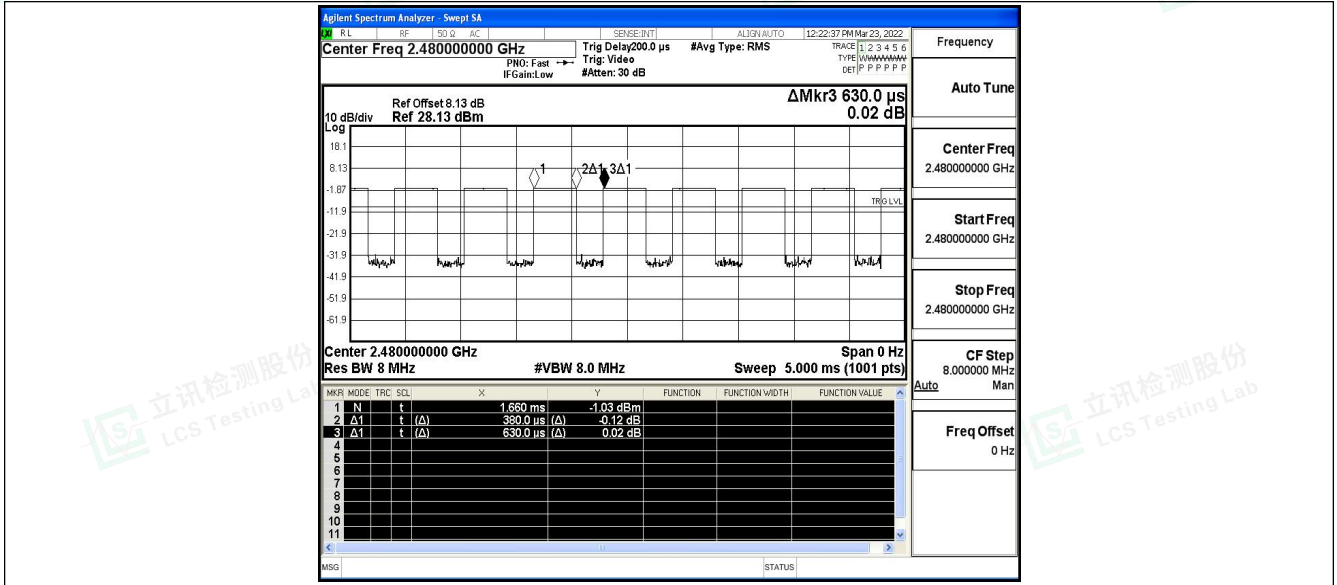 Agilent Spectrum Analyzer - Swept SA
LXI RL RF 50 Ω AC SENSE:INT ALIGN AUTO 12:22:37 PM Mar 23, 2022
Center Freq 2.480000000 GHz
PNO: Fast
IFGain:Low
Trig Delay200.0 µs
Trig: Video
#Atten: 30 dB
#Avg Type: RMS
TRACE 1 2 3 4 5 6
TYPE WWWWWW
DET P P P P P P
ΔMkr3 630.0 µs
0.02 dB
Ref Offset 8.13 dB
10 dB/div Ref 28.13 dBm
Log
18.1
8.13
-1.87
-11.9
-21.9
-31.9
-41.9
-51.9
-61.9
1
2Δ1
3Δ1
TRIG LVL
Center 2.480000000 GHz Span 0 Hz
Res BW 8 MHz #VBW 8.0 MHz Sweep 5.000 ms (1001 pts)
MKR MODE TRC SCL X Y FUNCTION FUNCTION WIDTH FUNCTION VALUE
1 N t 1.660 ms -1.03 dBm
2 Δ1 t (Δ) 380.0 µs (Δ) -0.12 dB
3 Δ1 t (Δ) 630.0 µs (Δ) 0.02 dB
4
5
6
7
8
9
10
11
MSG STATUS
Frequency
Auto Tune
Center Freq
2.480000000 GHz
Start Freq
2.480000000 GHz
Stop Freq
2.480000000 GHz
CF Step
8.000000 MHz
Auto Man
Freq Offset
0 Hz
立讯检测股份
LCS Testing Lab
立讯检测股份
LCS Testing Lab